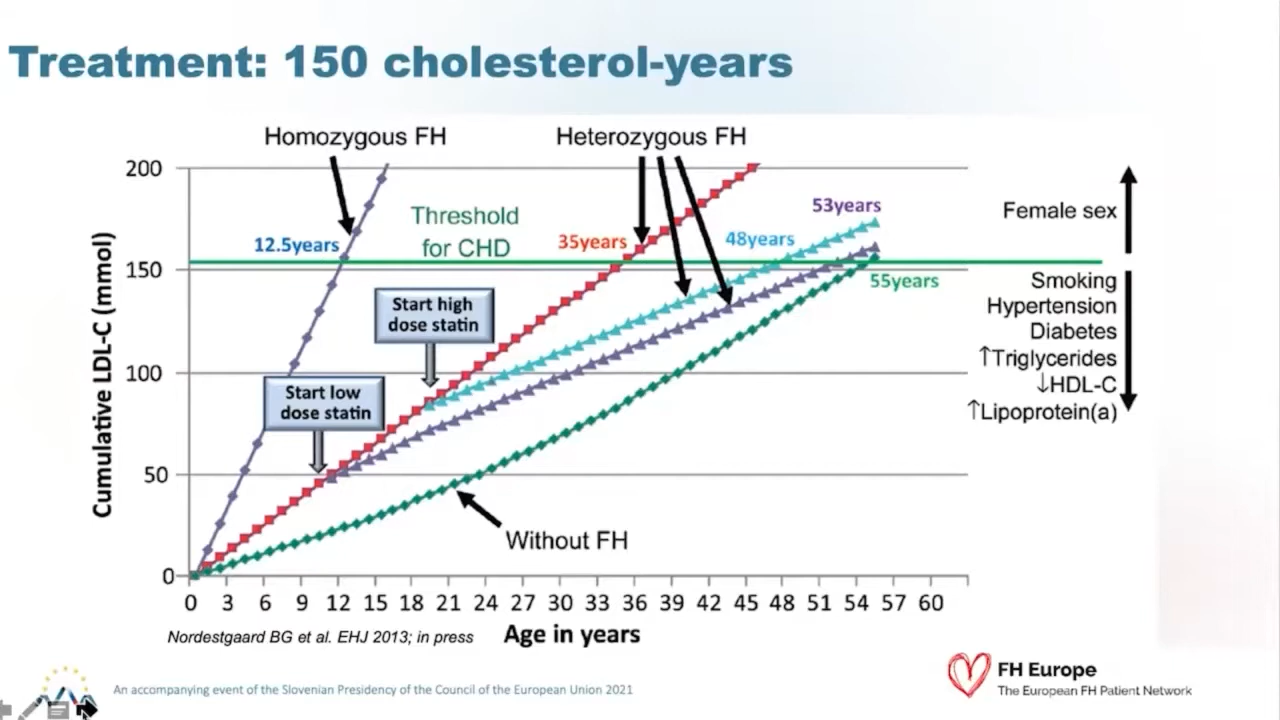 Treatment: 150 cholesterol-years
Homozygous FH
Heterozygous FH
200
150
100
50
0
Cumulative LDL-C (mmol)
Threshold
for CHD
12.5years
35years
48years
53years
55years
Start high
dose statin
Start low
dose statin
Without FH
Female sex
Smoking
Hypertension
Diabetes
↑Triglycerides
↓HDL-C
↑Lipoprotein(a)
0 3 6 9 12 15 18 21 24 27 30 33 36 39 42 45 48 51 54 57 60
Nordestgaard BG et al. EHJ 2013; in press
Age in years
An accompanying event of the Slovenian Presidency of the Council of the European Union 2021
FH Europe
The European FH Patient Network